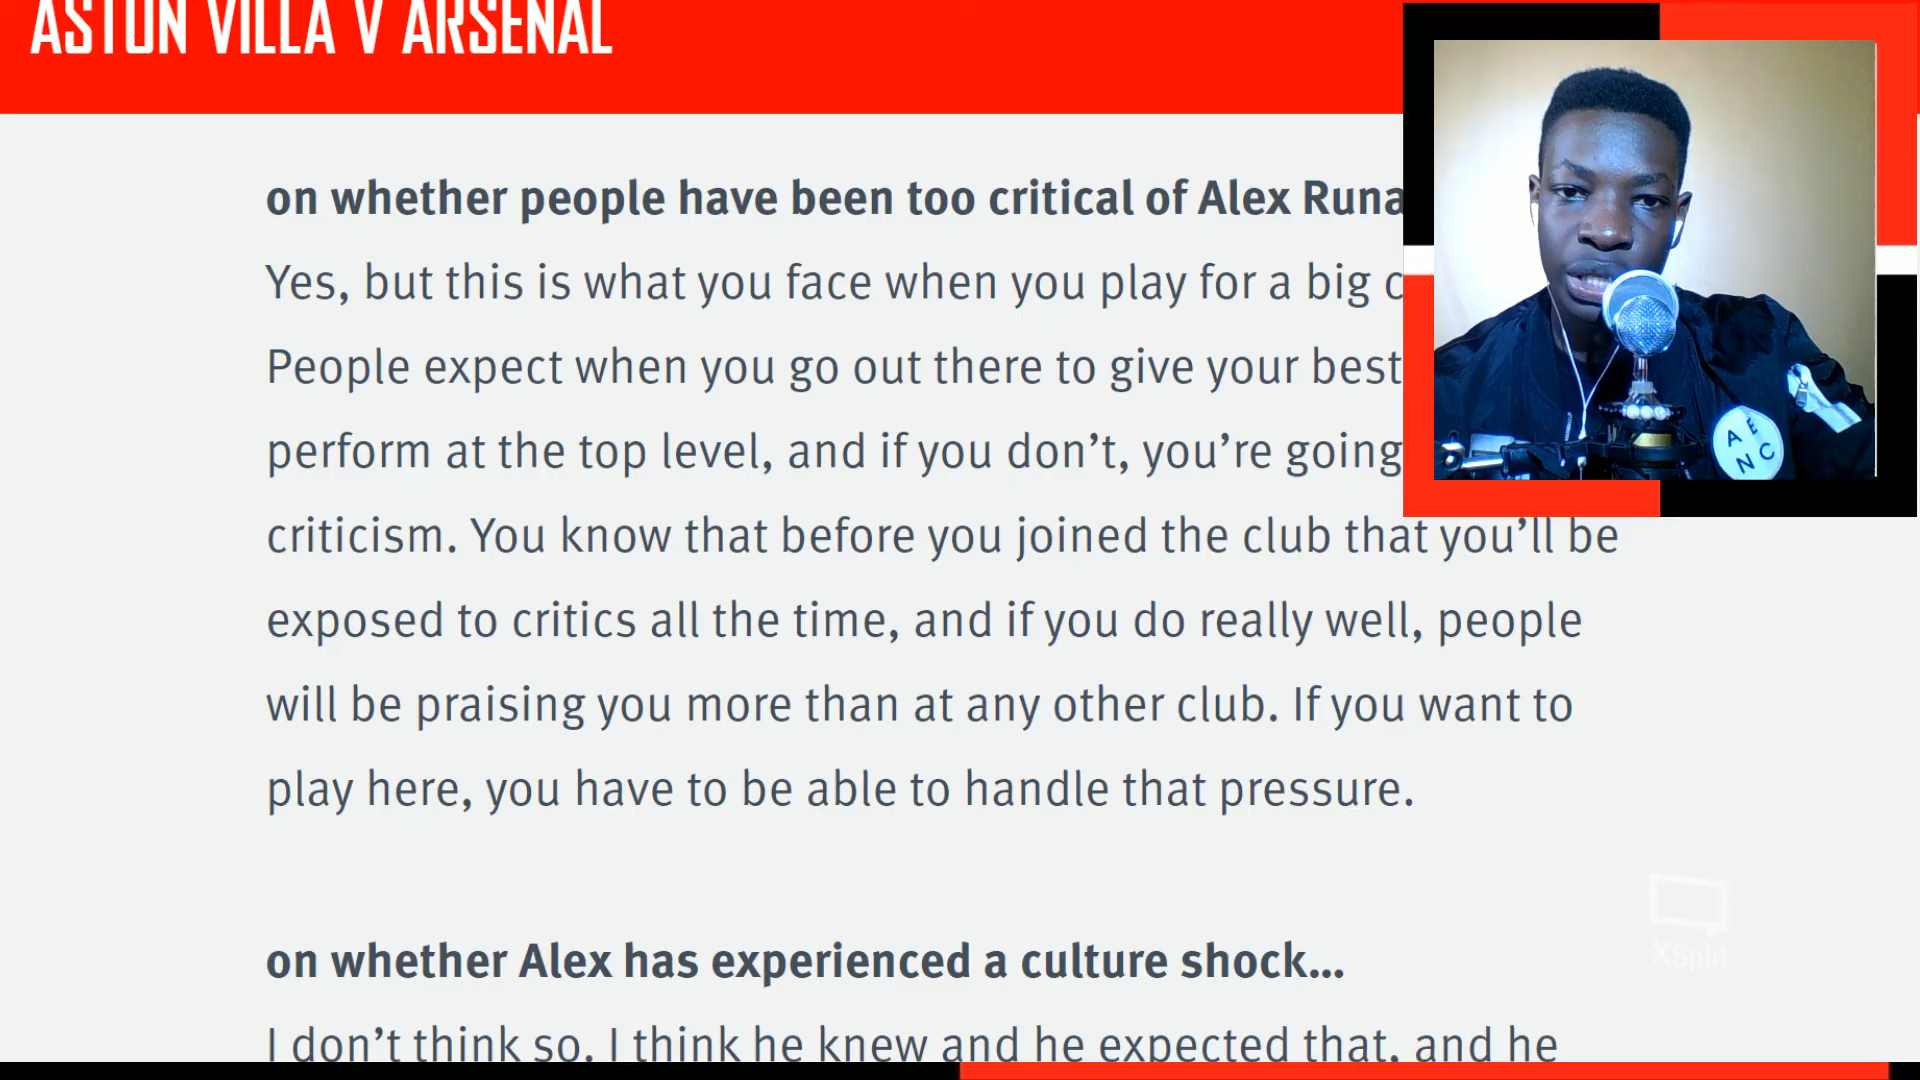 ASTON VILLA V ARSENAL
on whether people have been too critical of Alex
Yes, but this is what you face when you play for a big
People expect when you go out there to give your best
perform at the top level, and if you don't, you're going
criticism. You know that before you joined the club that you'll be
exposed to critics all the time, and if you do really well, people
will be praising you more than at any other club. If you want to
play here, you have to be able to handle that pressure.
on whether Alex has experienced a culture shock...
I don't think so. I think he knew and he expected that, and he
A E N C
XSplit